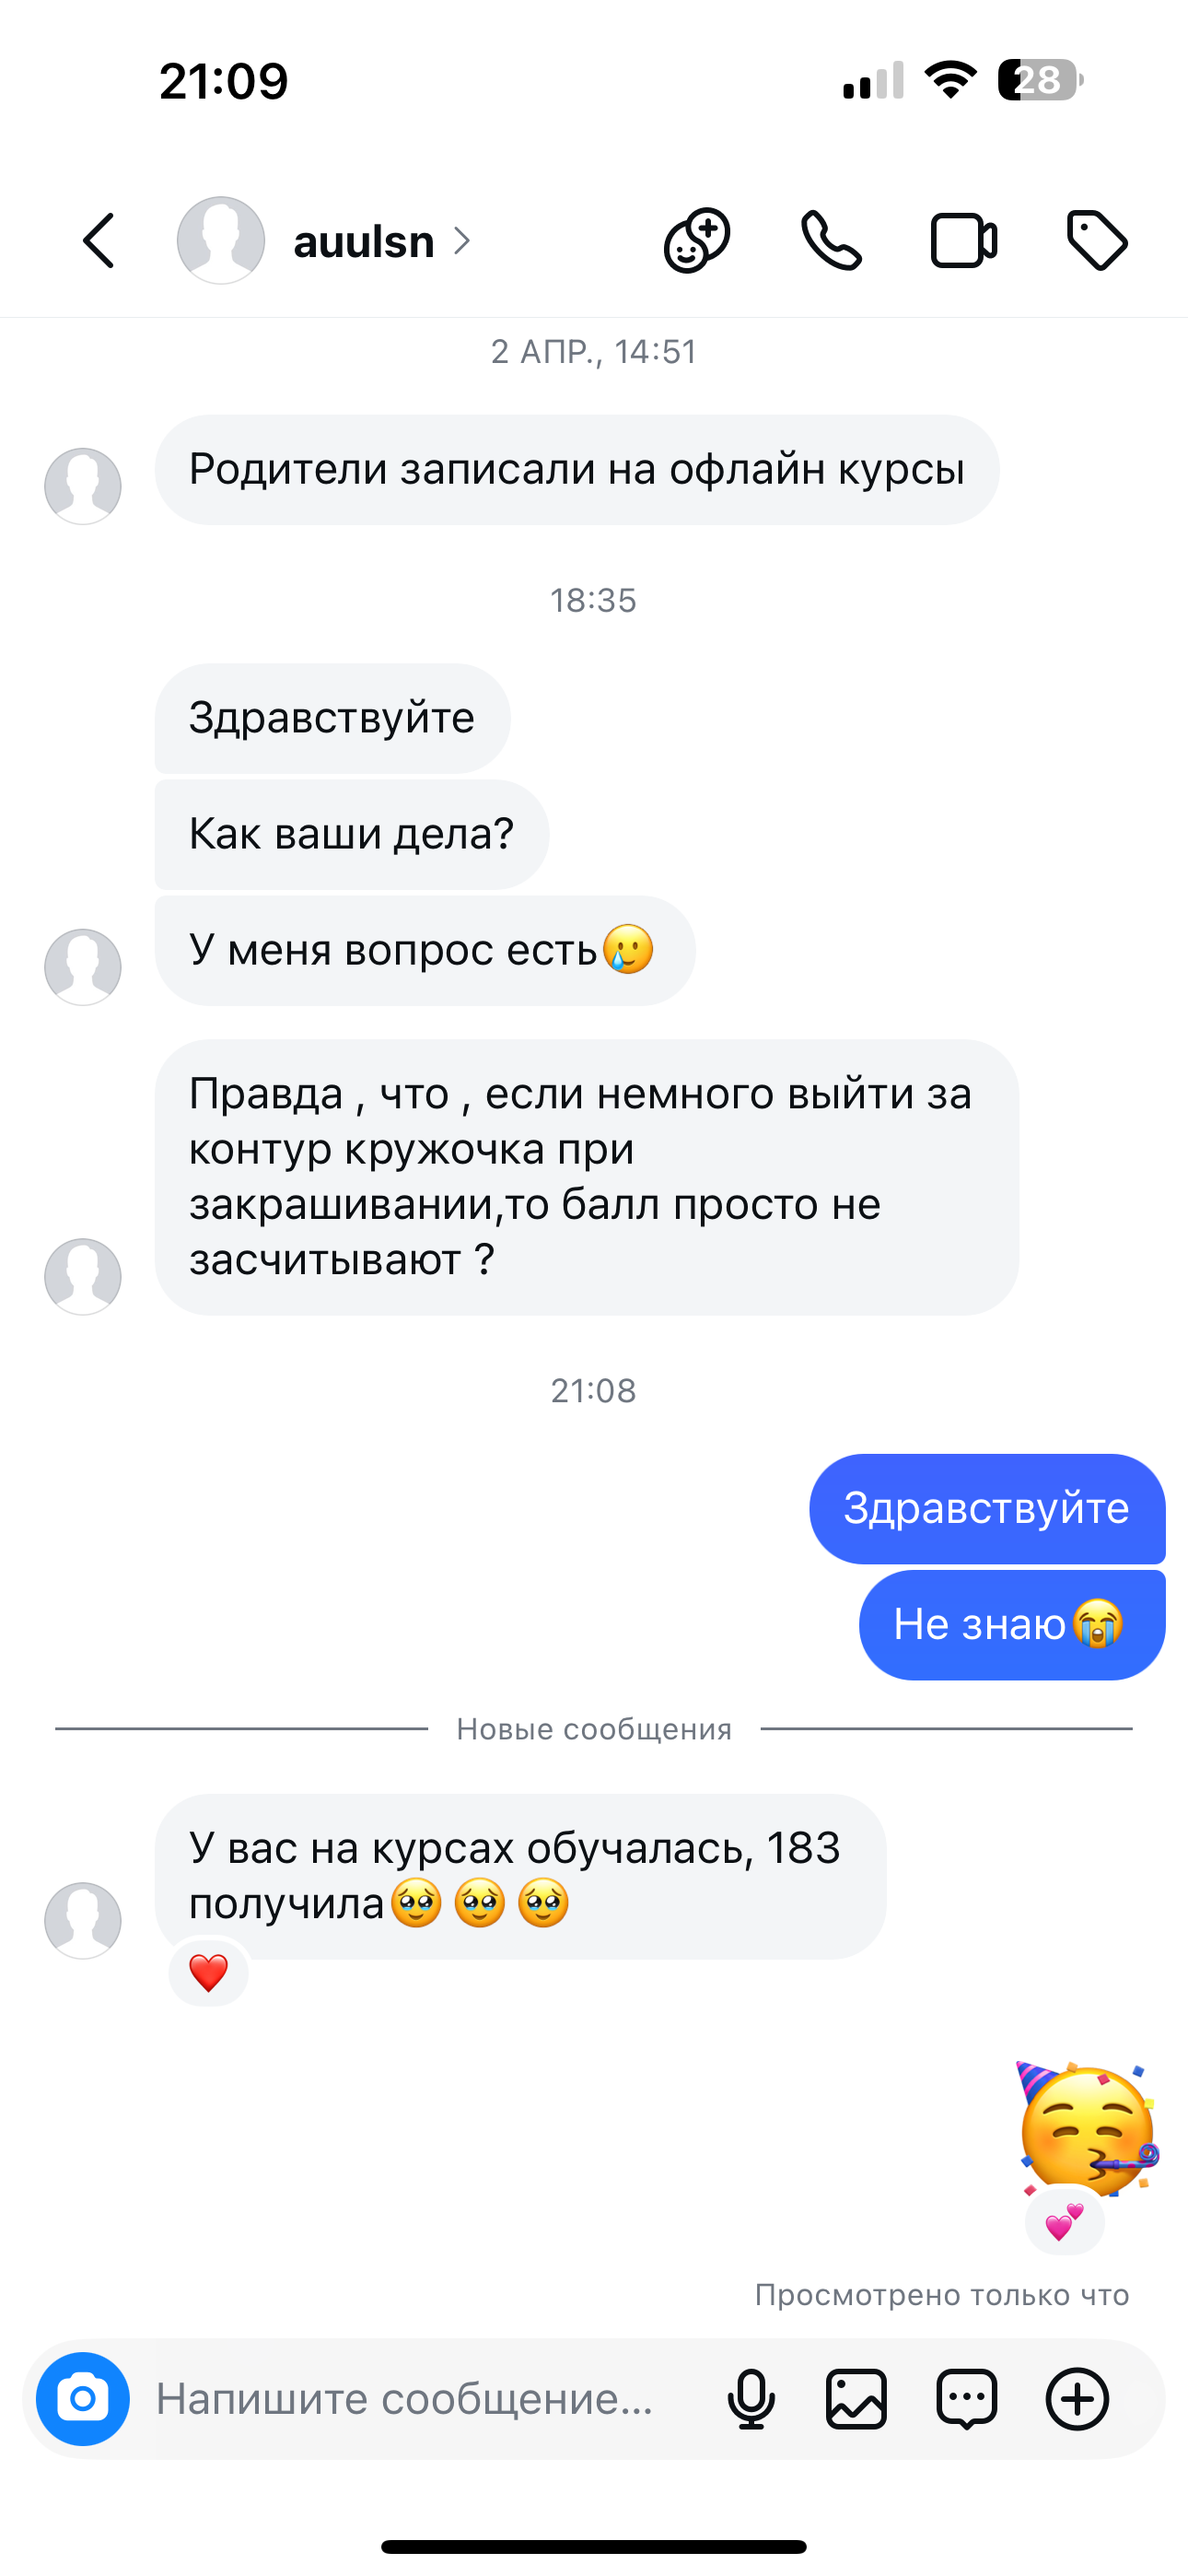 21:09
28
auulsn
2 АПР., 14:51
Родители записали на офлайн курсы
18:35
Здравствуйте
Как ваши дела?
У меня вопрос есть🥲
Правда , что , если немного выйти за
контур кружочка при
закрашивании,то балл просто не
засчитывают ?
21:08
Здравствуйте
Не знаю😭
Новые сообщения
У вас на курсах обучалась, 183
получила🥹🥹🥹
Просмотрено только что
Напишите сообщение...